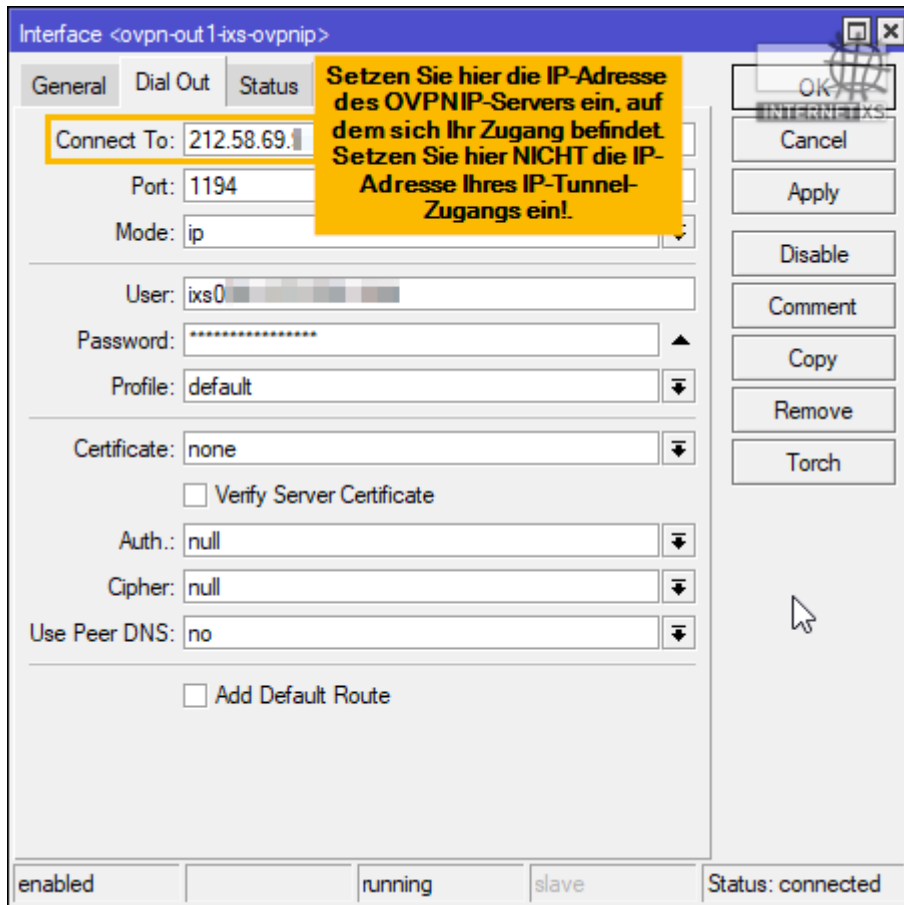 Interface <ovpn-out1-ixs-ovpnip>
General
Dial Out
Status
Setzen Sie hier die IP-Adresse
des OVPNIP-Servers ein, auf
dem sich Ihr Zugang befindet.
Setzen Sie hier NICHT die IP-
Adresse Ihres IP-Tunnel-
Zugangs ein!.
Connect To: 212.58.69.
Port: 1194
Mode: ip
User: ixs0
Password: ****************
Profile: default
Certificate: none
Verify Server Certificate
Auth.: null
Cipher: null
Use Peer DNS: no
Add Default Route
OK
INTERNET XS
Cancel
Apply
Disable
Comment
Copy
Remove
Torch
enabled
running
slave
Status: connected